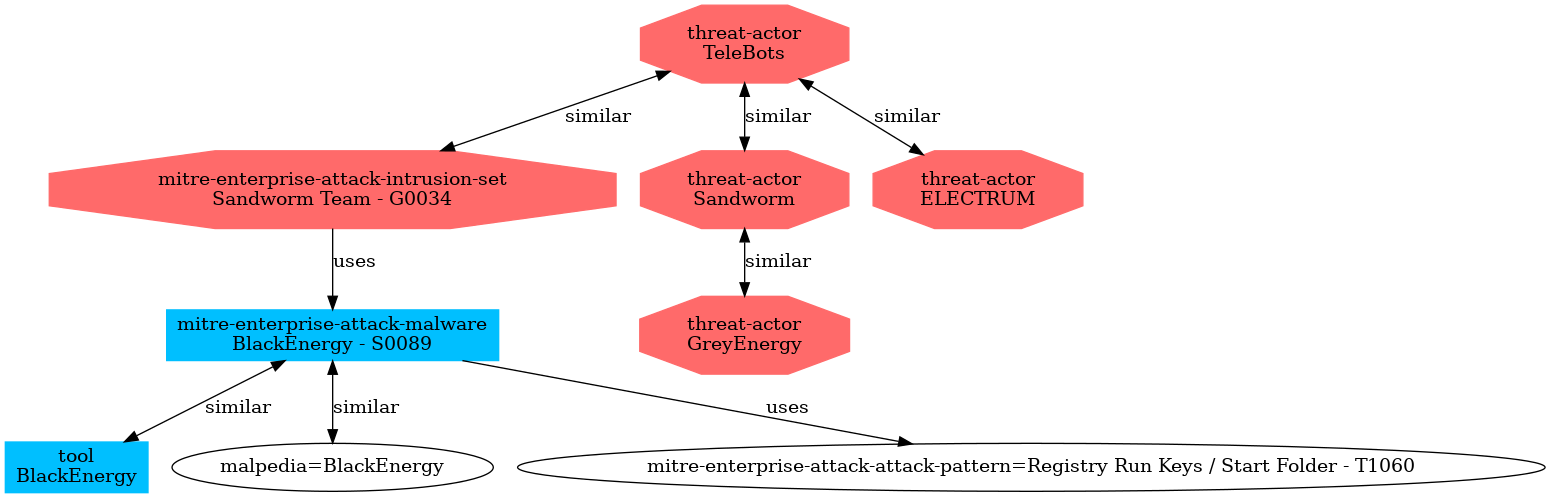 threat-actor
TeleBots
similar
similar
similar
mitre-enterprise-attack-intrusion-set
Sandworm Team - G0034
threat-actor
Sandworm
threat-actor
ELECTRUM
uses
similar
mitre-enterprise-attack-malware
BlackEnergy - S0089
threat-actor
GreyEnergy
similar
similar
uses
tool
BlackEnergy
malpedia=BlackEnergy
mitre-enterprise-attack-attack-pattern=Registry Run Keys / Start Folder - T1060